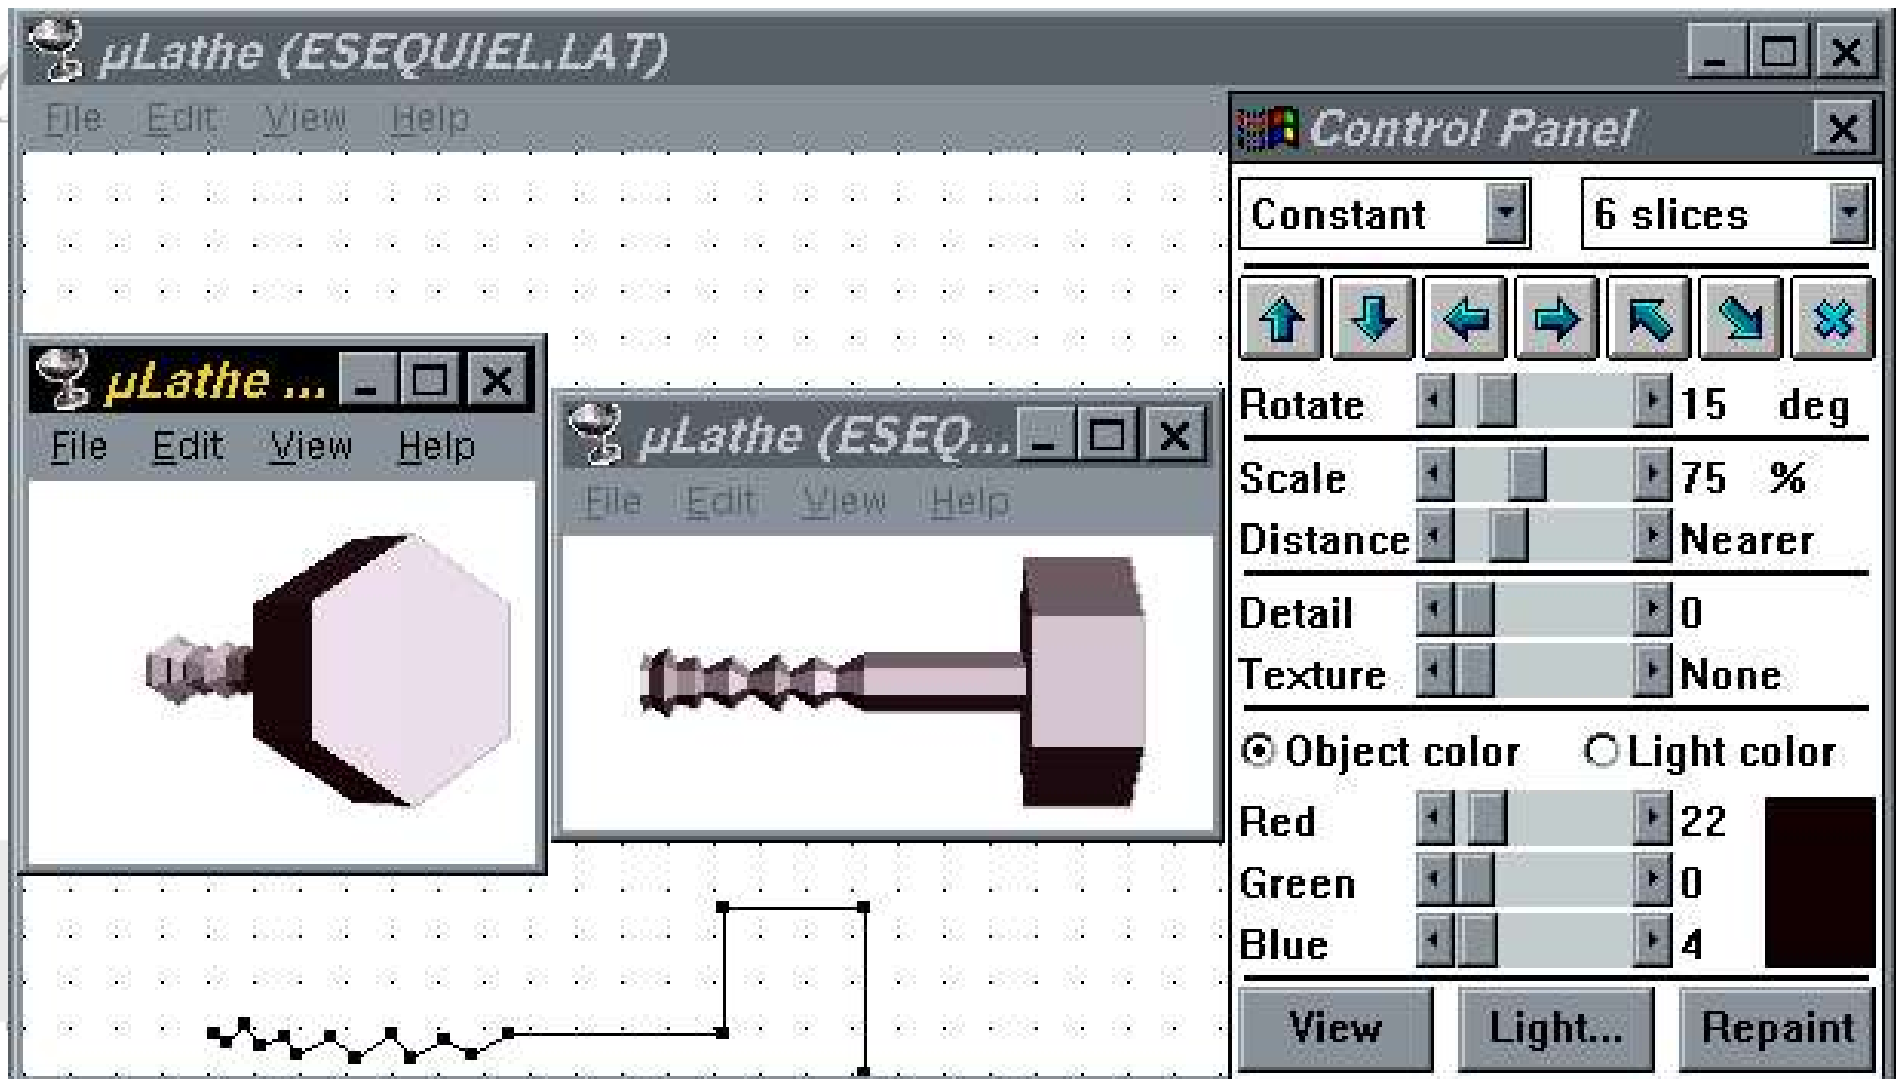 µLathe (ESEQUIEL.LAT)
File Edit View Help
Control Panel
Constant 6 slices
Rotate 15 deg
Scale 75 %
Distance Nearer
Detail 0
Texture None
Object color Light color
Red 22
Green 0
Blue 4
View Light... Repaint
µLathe ...
File Edit View Help
µLathe (ESEQ...
File Edit View Help